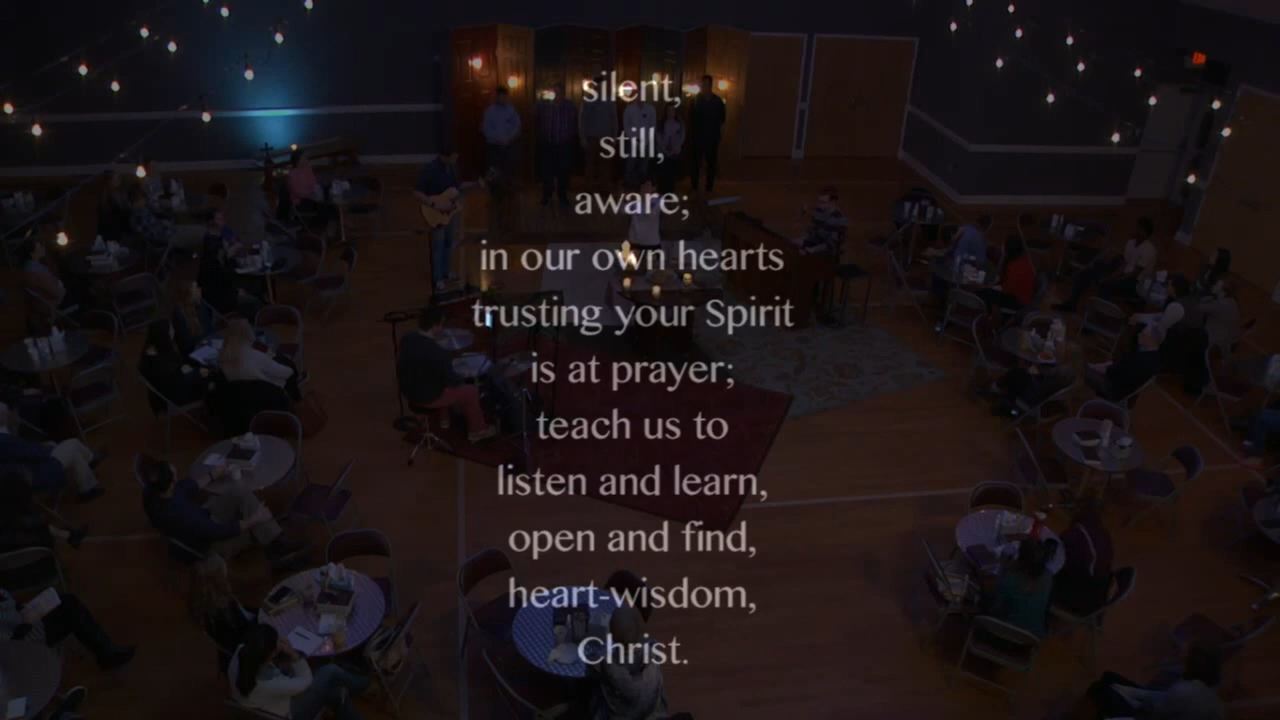 silent,
still,
aware;
in our own hearts
trusting your Spirit
is at prayer;
teach us to
listen and learn,
open and find,
heart-wisdom,
Christ.